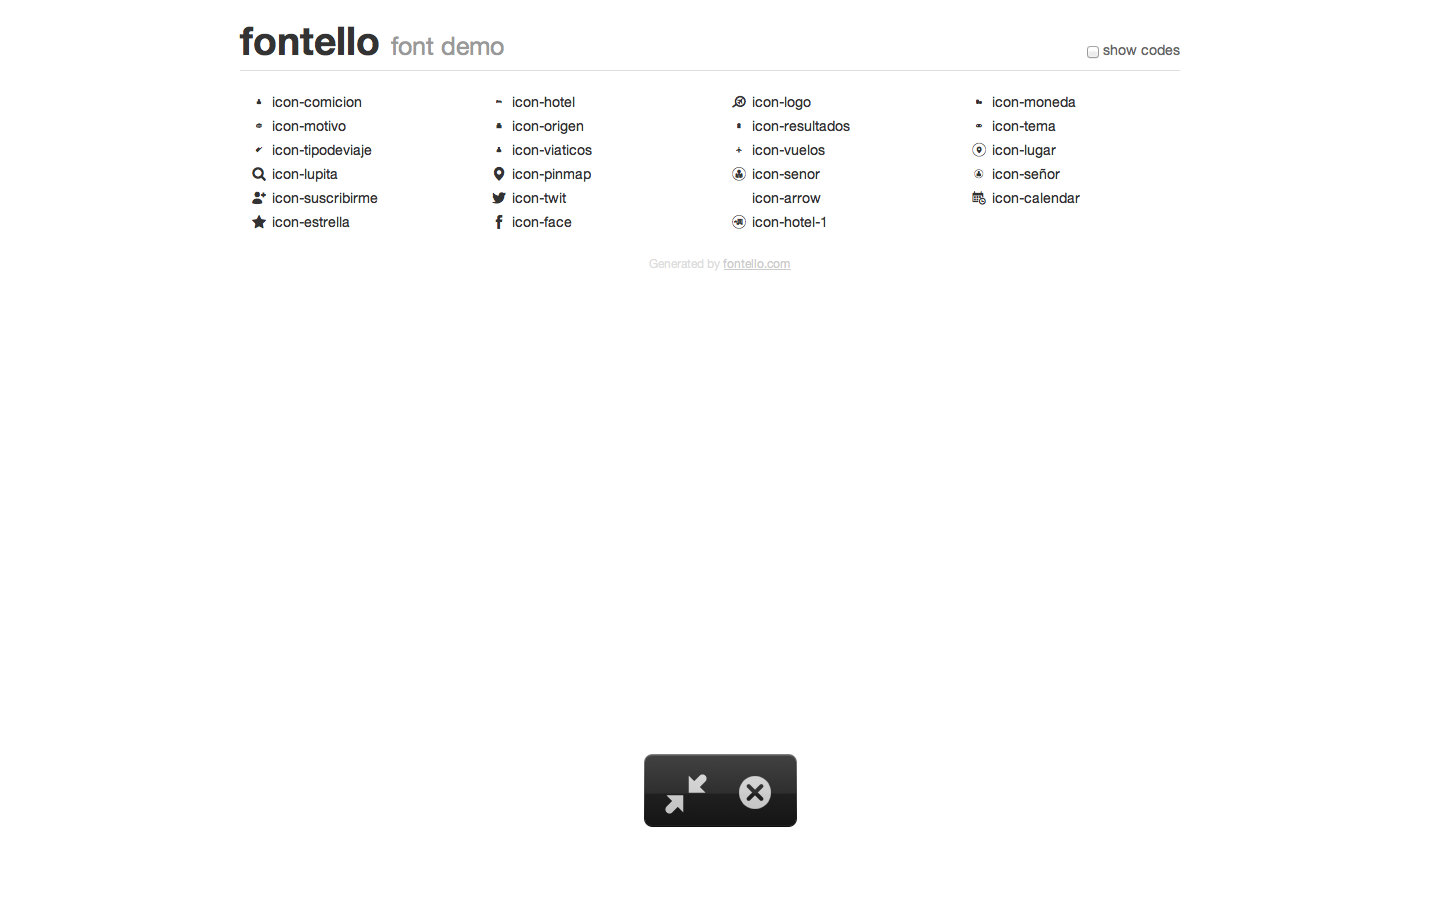 fontello font demo
show codes
icon-comicion icon-hotel icon-logo icon-moneda
icon-motivo icon-origen icon-resultados icon-tema
icon-tipodeviaje icon-viaticos icon-vuelos icon-lugar
icon-lupita icon-pinmap icon-senor icon-señor
icon-suscribirme icon-twit icon-arrow icon-calendar
icon-estrella icon-face icon-hotel-1
Generated by fontello.com